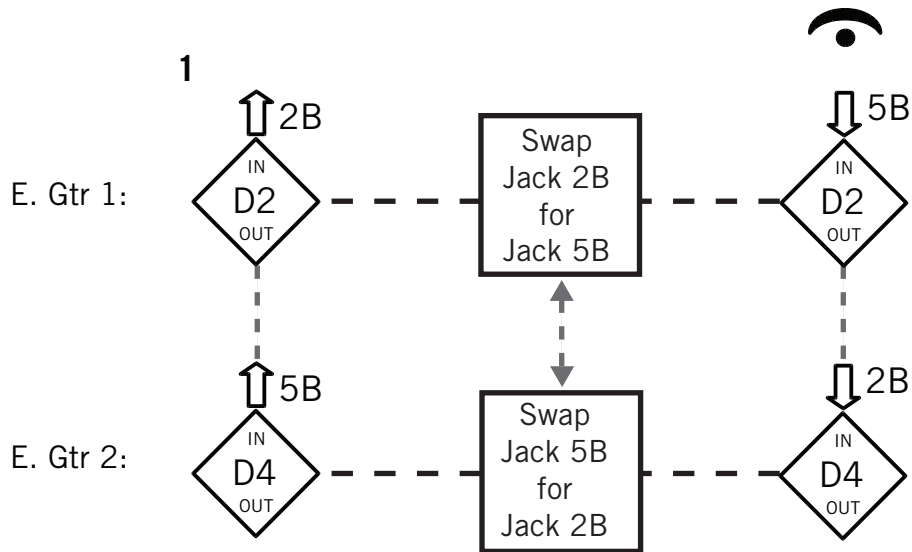 1
2B
5B
E. Gtr 1:
IN
D2
OUT
Swap
Jack 2B
for
Jack 5B
IN
D2
OUT
5B
2B
E. Gtr 2:
IN
D4
OUT
Swap
Jack 5B
for
Jack 2B
IN
D4
OUT